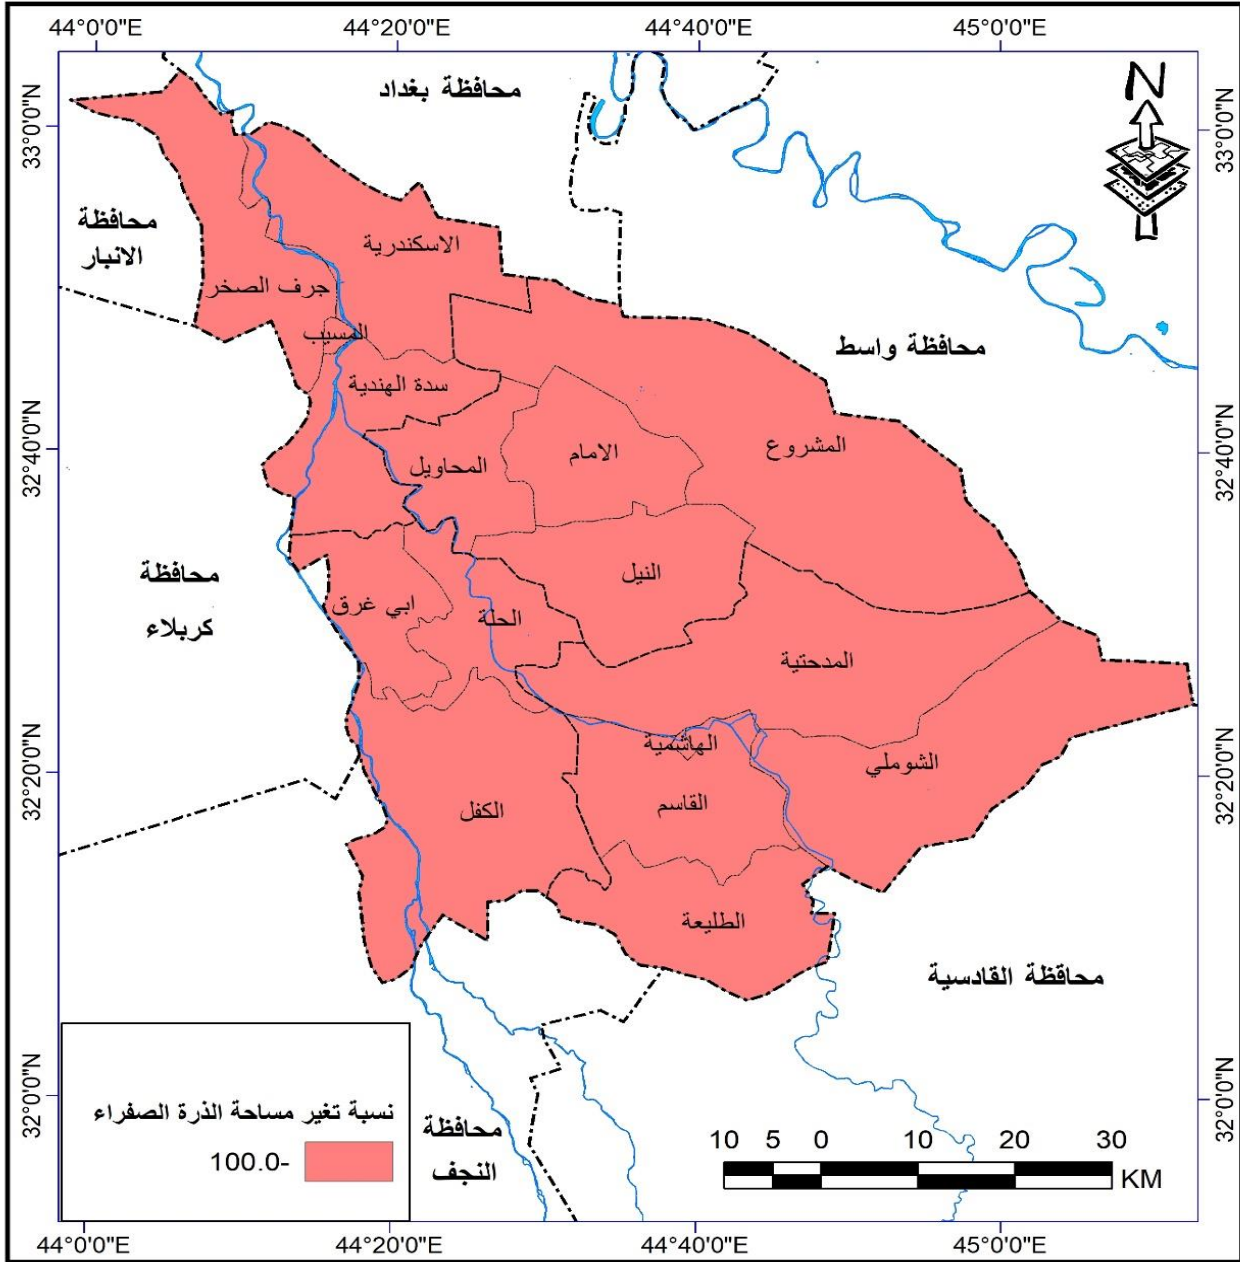 44°0'0"E
44°20'0"E
44°40'0"E
45°0'0"E
N
محافظة بغداد
33°0'0"N
33°0'0"N
محافظة
الانبار
الاسكندرية
جرف الصخر
المسيب
محافظة واسط
سدة الهندية
32°40'0"N
32°40'0"N
المشروع
الامام
المحاويل
محافظة
كربلاء
النيل
ابي غرق
الحلة
المدحتية
32°20'0"N
32°20'0"N
الهاشمية
الشوملي
القاسم
الكفل
الطليعة
محاقظة القادسية
32°0'0"N
32°0'0"N
نسبة تغير مساحة الذرة الصفراء
100.0-
محافظة
النجف
10 5 0 10 20 30
KM
44°0'0"E
44°20'0"E
44°40'0"E
45°0'0"E